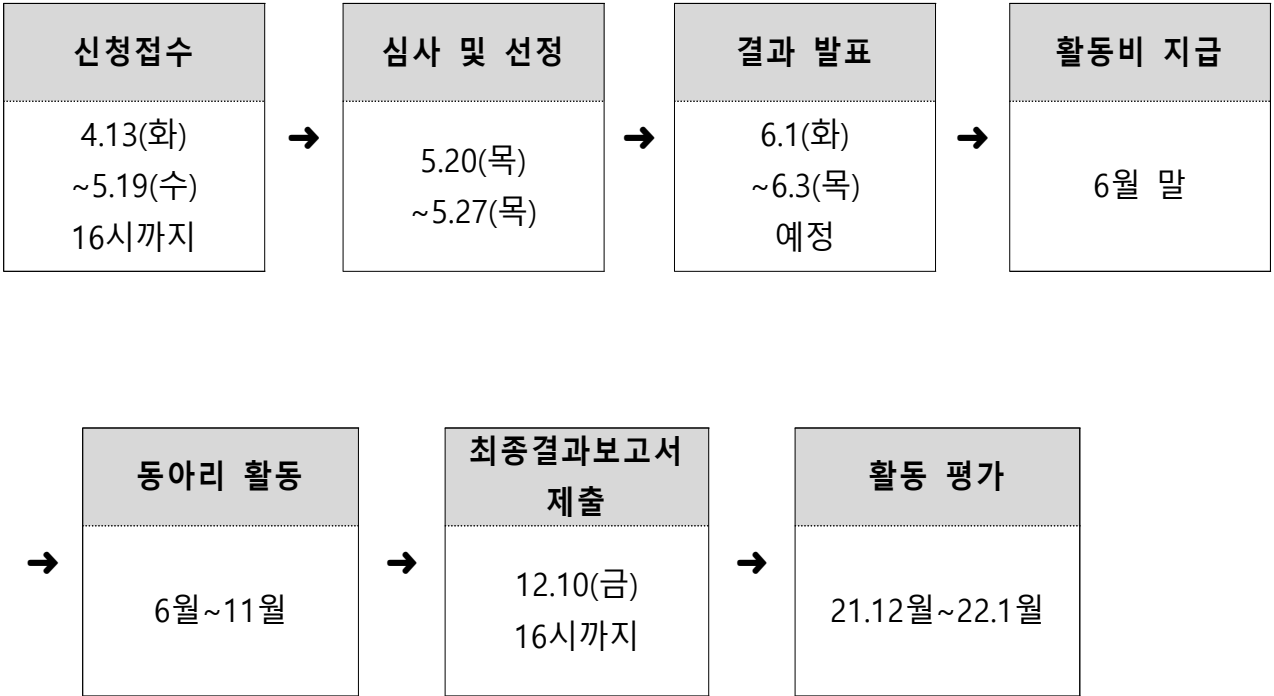 신청접수
4.13(화)
~5.19(수)
16시까지
➜
심사 및 선정
5.20(목)
~5.27(목)
➜
결과 발표
6.1(화)
~6.3(목)
예정
➜
활동비 지급
6월 말
➜
동아리 활동
6월~11월
➜
최종결과보고서
제출
12.10(금)
16시까지
➜
활동 평가
21.12월~22.1월